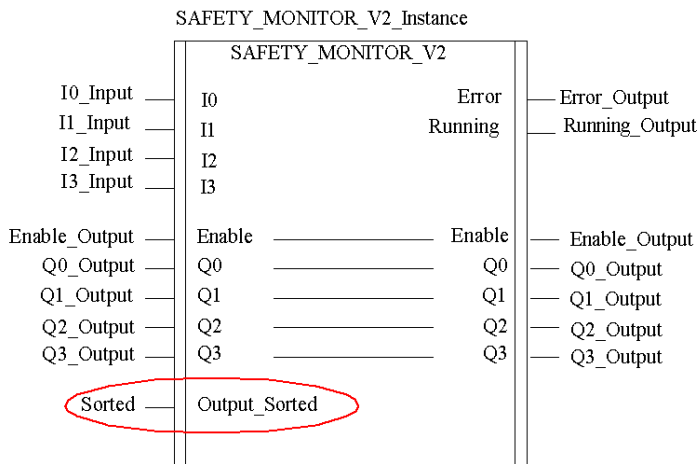 SAFETY_MONITOR_V2_Instance
SAFETY_MONITOR_V2
I0_Input I0 Error Error_Output
I1_Input I1 Running Running_Output
I2_Input I2
I3_Input I3
Enable_Output Enable Enable Enable_Output
Q0_Output Q0 Q0 Q0_Output
Q1_Output Q1 Q1 Q1_Output
Q2_Output Q2 Q2 Q2_Output
Q3_Output Q3 Q3 Q3_Output
Sorted Output_Sorted